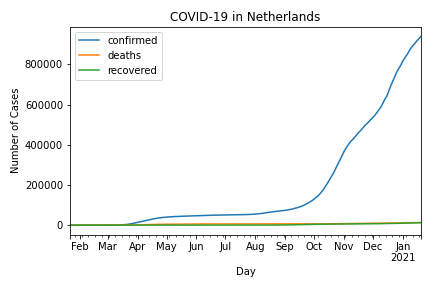 COVID-19 in Netherlands
confirmed
deaths
recovered
Number of Cases
800000
600000
400000
200000
0
Feb Mar Apr May Jun Jul Aug Sep Oct Nov Dec Jan
2021
Day